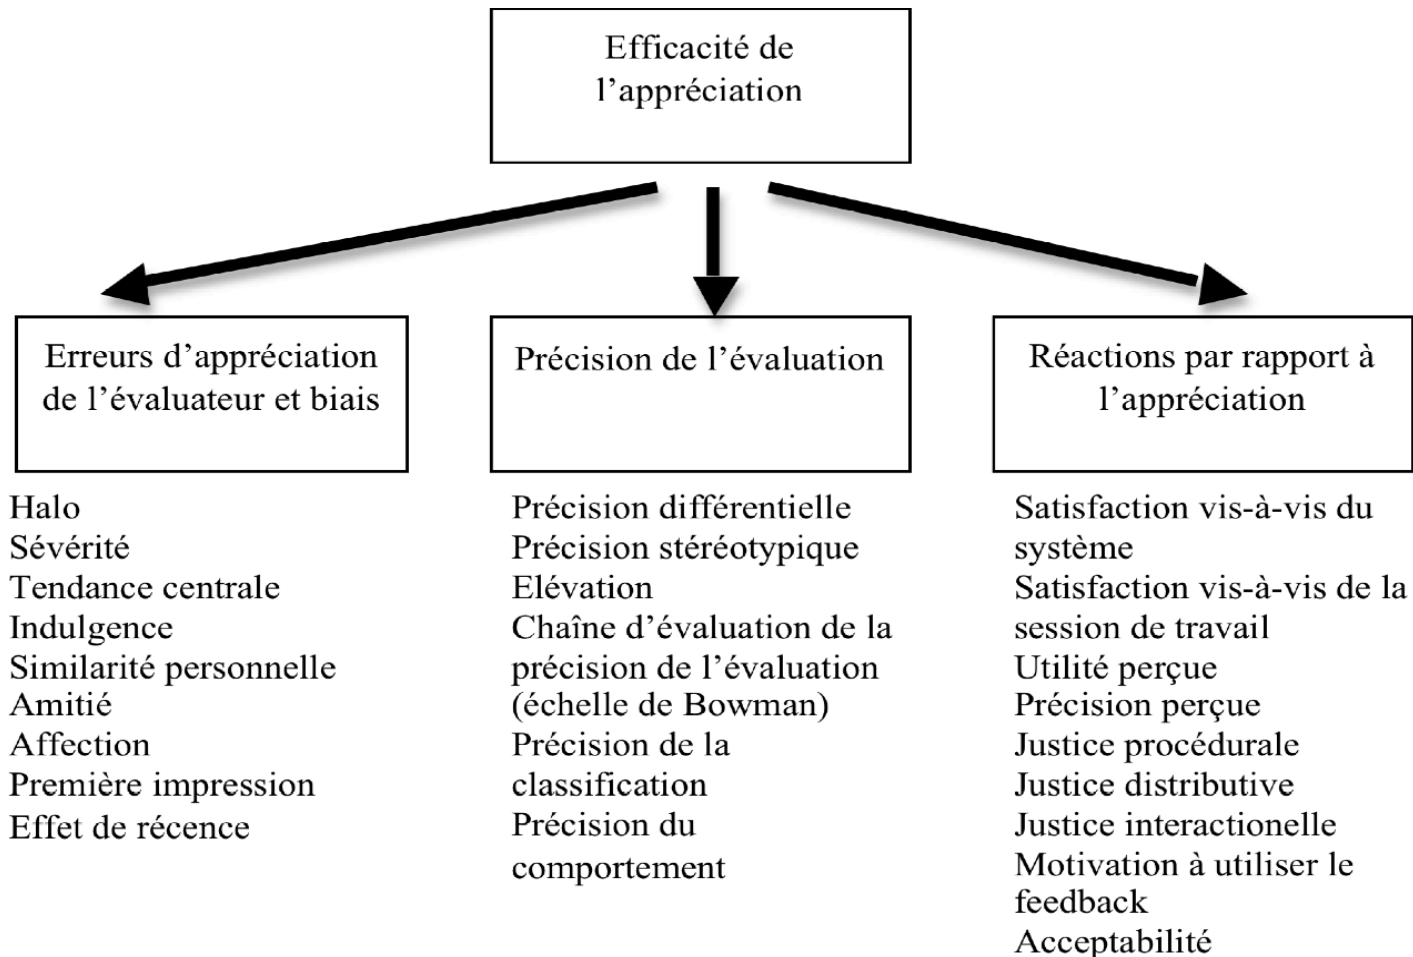 Efficacité de
l’appréciation
Erreurs d’appréciation
de l’évaluateur et biais
Précision de l’évaluation
Réactions par rapport à
l’appréciation
Halo
Sévérité
Tendance centrale
Indulgence
Similarité personnelle
Amitié
Affection
Première impression
Effet de récence
Précision différentielle
Précision stéréotypique
Elévation
Chaîne d’évaluation de la
précision de l’évaluation
(échelle de Bowman)
Précision de la
classification
Précision du
comportement
Satisfaction vis-à-vis du
système
Satisfaction vis-à-vis de la
session de travail
Utilité perçue
Précision perçue
Justice procédurale
Justice distributive
Justice interactionelle
Motivation à utiliser le
feedback
Acceptabilité